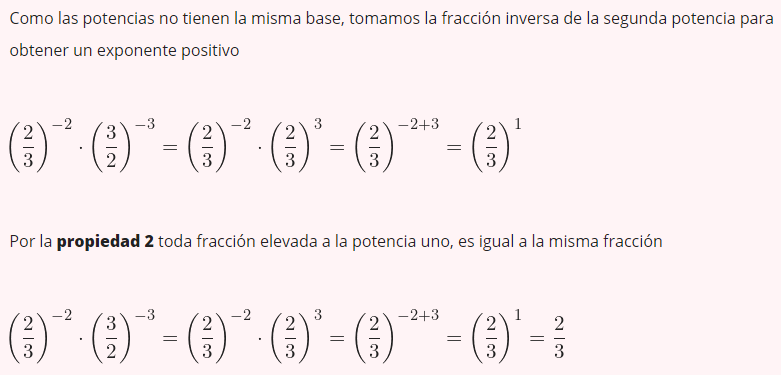 Como las potencias no tienen la misma base, tomamos la fracción inversa de la segunda potencia para
obtener un exponente positivo
$\left(\frac{2}{3}\right)^{-2} \cdot \left(\frac{3}{2}\right)^{-3} = \left(\frac{2}{3}\right)^{-2} \cdot \left(\frac{2}{3}\right)^{3} = \left(\frac{2}{3}\right)^{-2+3} = \left(\frac{2}{3}\right)^{1}$
Por la propiedad 2 toda fracción elevada a la potencia uno, es igual a la misma fracción
$\left(\frac{2}{3}\right)^{-2} \cdot \left(\frac{3}{2}\right)^{-3} = \left(\frac{2}{3}\right)^{-2} \cdot \left(\frac{2}{3}\right)^{3} = \left(\frac{2}{3}\right)^{-2+3} = \left(\frac{2}{3}\right)^{1} = \frac{2}{3}$